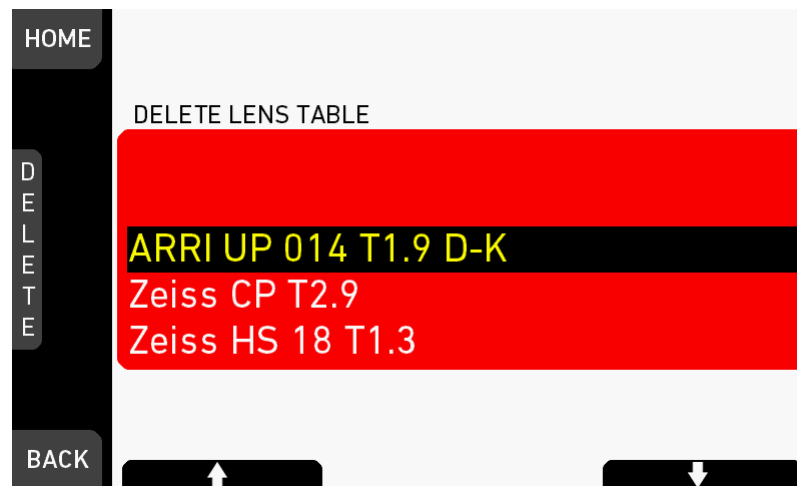 HOME
DELETE LENS TABLE
DELETE
ARRI UP 014 T1.9 D-K
Zeiss CP T2.9
Zeiss HS 18 T1.3
BACK